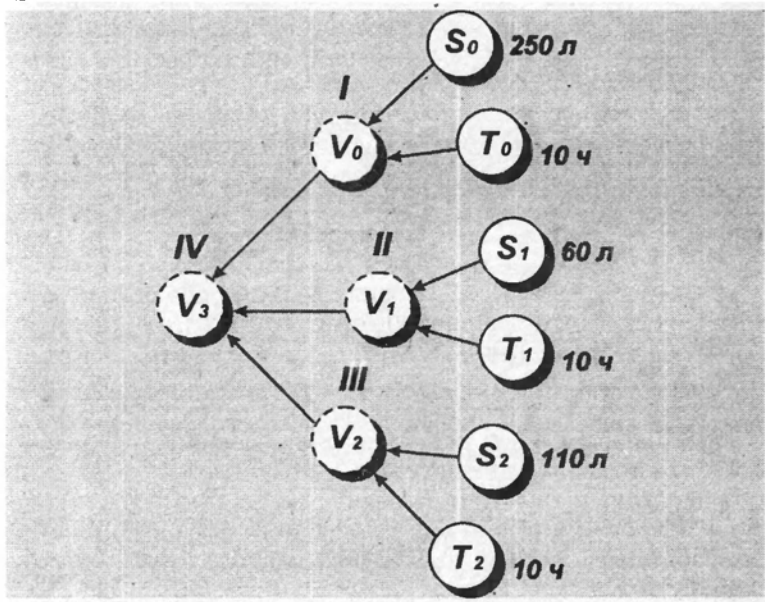 S₀ 250 л
I
V₀
T₀ 10 ч
IV
II
S₁ 60 л
V₃
V₁
T₁ 10 ч
III
V₂
S₂ 110 л
T₂ 10 ч